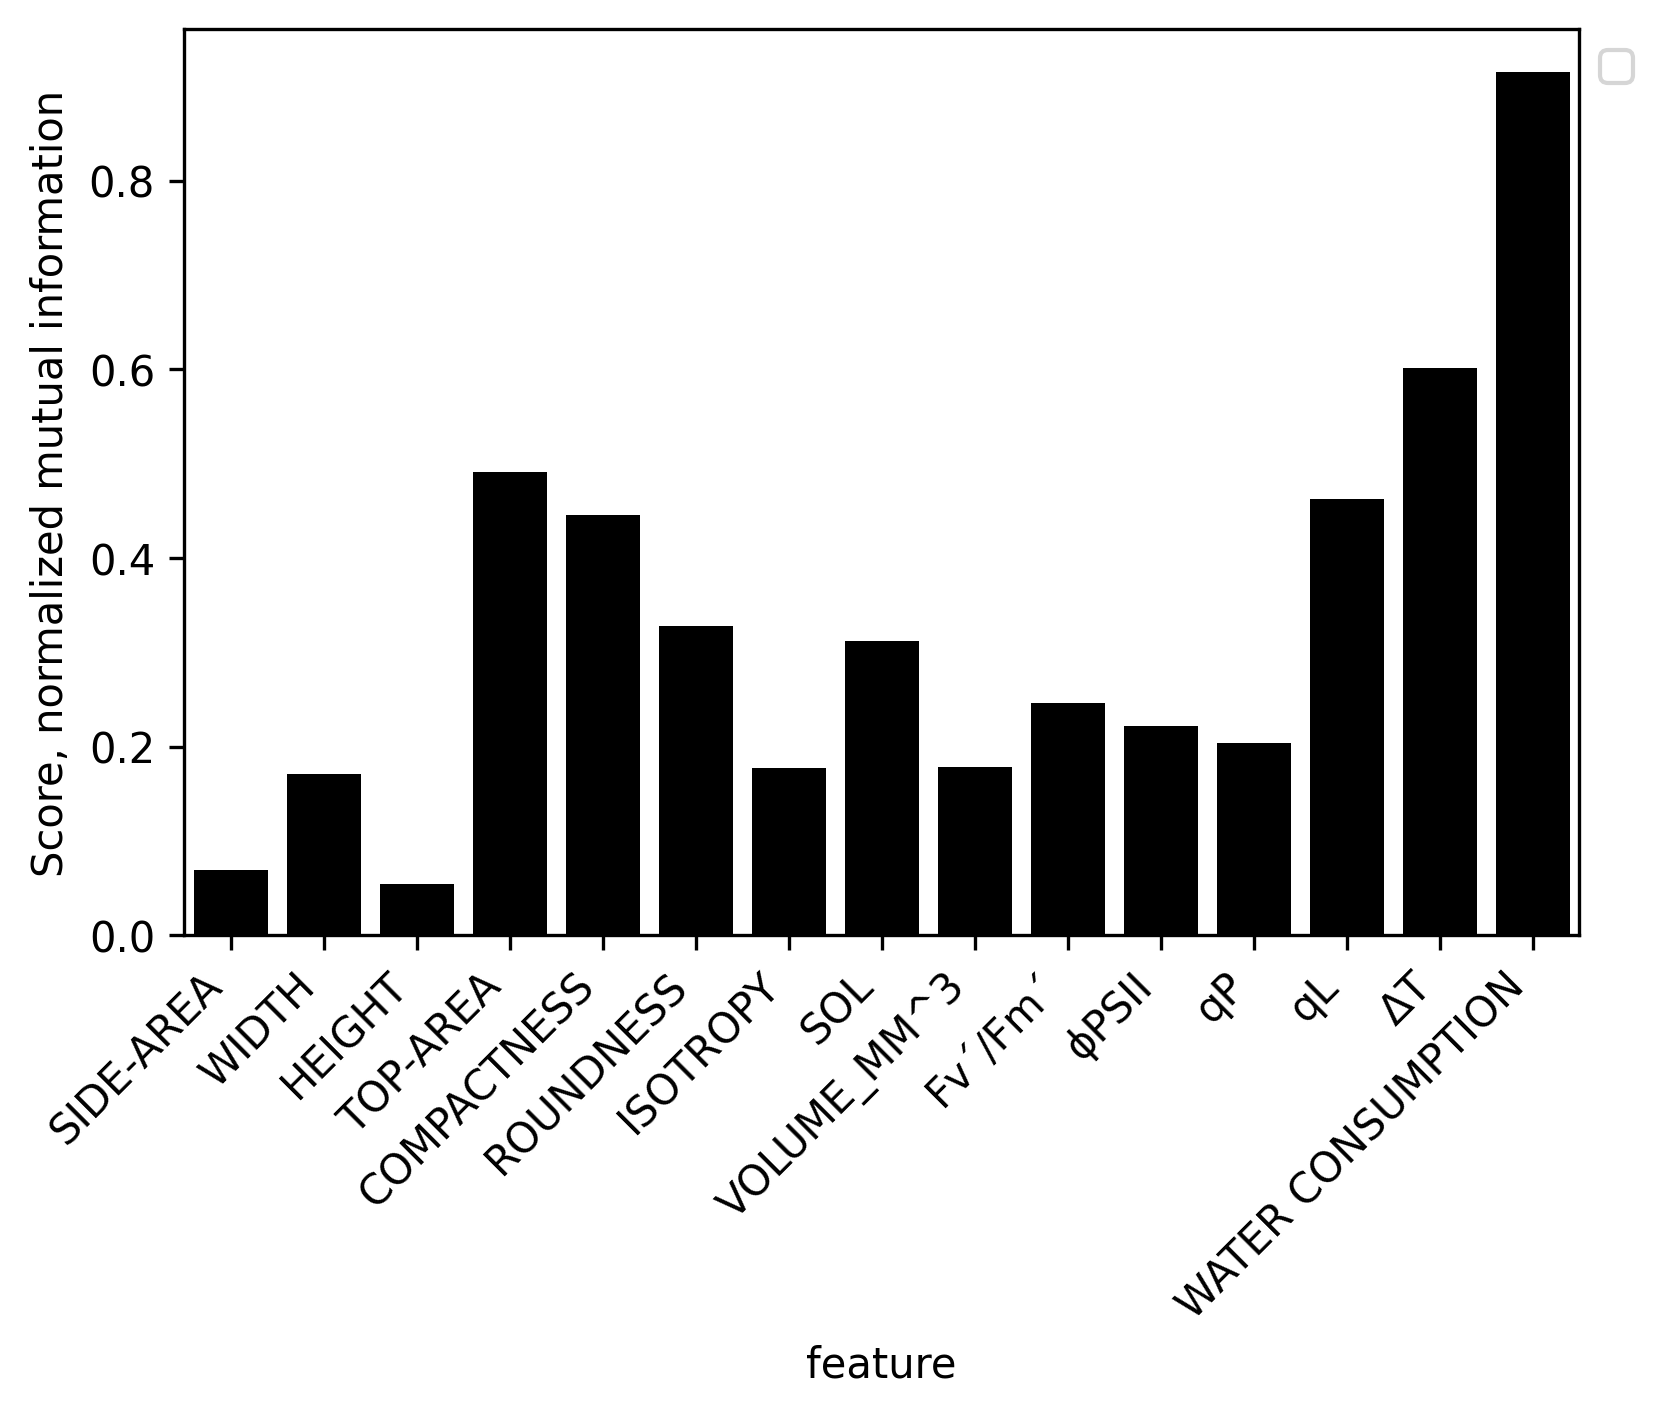 Score, normalized mutual information
0.8
0.6
0.4
0.2
0.0
SIDE-AREA
WIDTH
HEIGHT
TOP-AREA
COMPACTNESS
ROUNDNESS
ISOTROPY
SOL
VOLUME_MM^3
Fv´/Fm´
ϕPSII
qP
qL
ΔT
WATER CONSUMPTION
feature